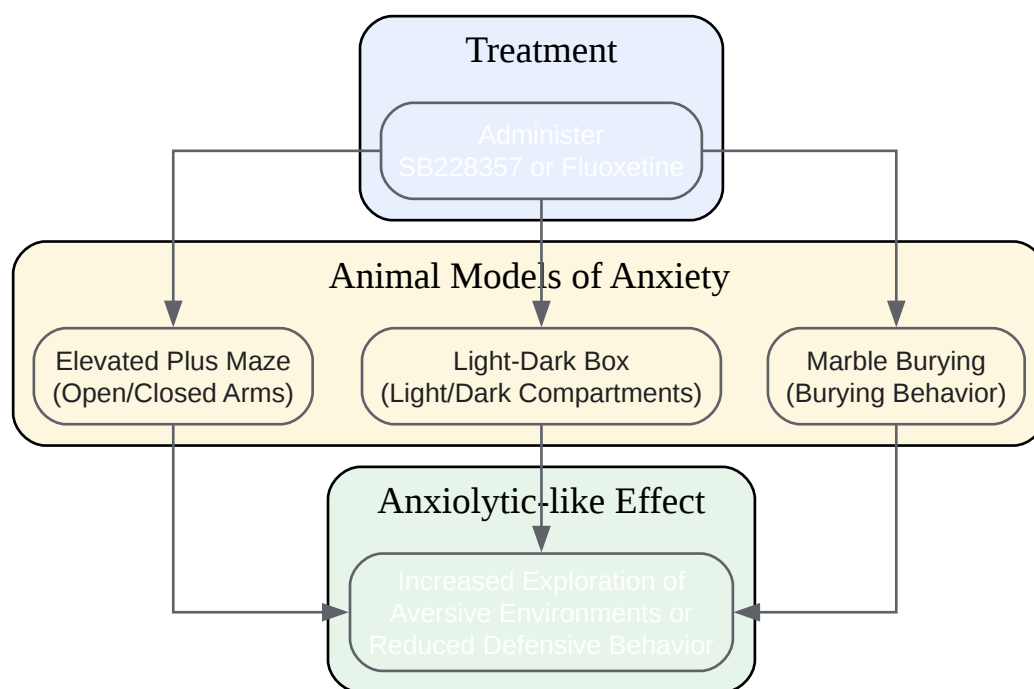 Treatment
Administer
SB228357 or Fluoxetine
Animal Models of Anxiety
Elevated Plus Maze
(Open/Closed Arms)
Light-Dark Box
(Light/Dark Compartments)
Marble Burying
(Burying Behavior)
Anxiolytic-like Effect
Increased Exploration of
Aversive Environments or
Reduced Defensive Behavior